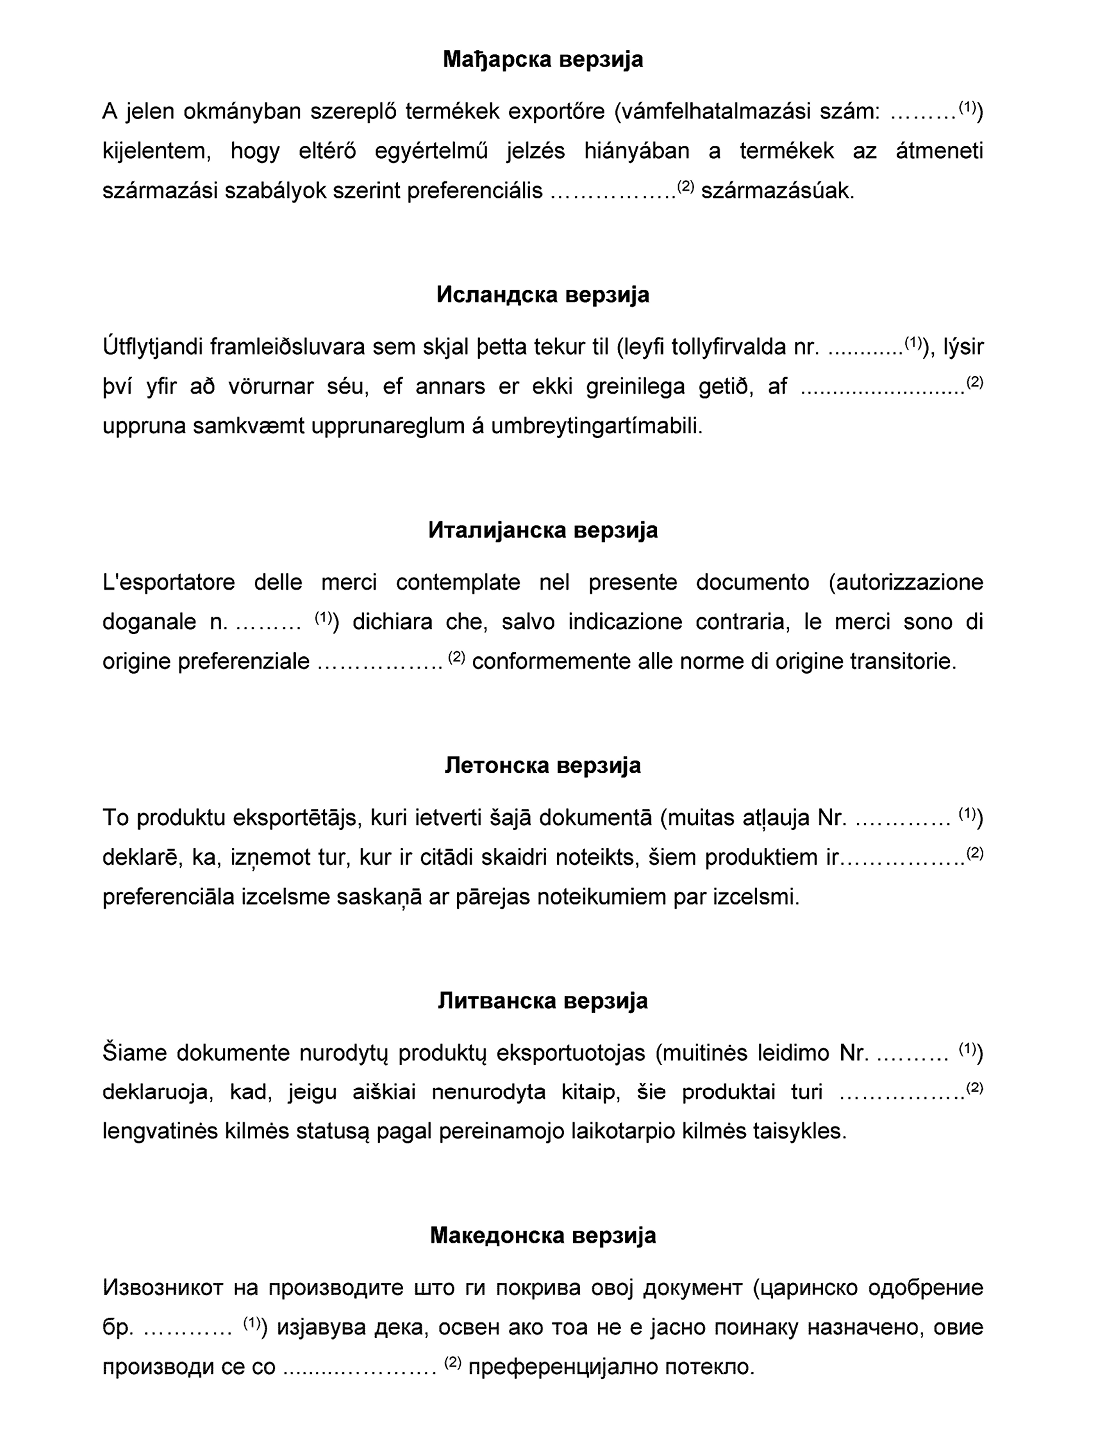 Мађарска верзија
A jelen okmányban szereplő termékek exportőre (vámfelhatalmazási szám: ………(1))
kijelentem, hogy eltérő egyértelmű jelzés hiányában a termékek az átmeneti
származási szabályok szerint preferenciális ……………..(2) származásúak.
Исландска верзија
Útflytjandi framleiðsluvara sem skjal þetta tekur til (leyfi tollyfirvalda nr. ............(1)), lýsir
því yfir að vörurnar séu, ef annars er ekki greinilega getið, af ..........................(2)
uppruna samkvæmt upprunareglum á umbreytingartímabili.
Италијанска верзија
L'esportatore delle merci contemplate nel presente documento (autorizzazione
doganale n. ……… (1)) dichiara che, salvo indicazione contraria, le merci sono di
origine preferenziale …………….. (2) conformemente alle norme di origine transitorie.
Летонска верзија
To produktu eksportētājs, kuri ietverti šajā dokumentā (muitas atļauja Nr. .………… (1))
deklarē, ka, izņemot tur, kur ir citādi skaidri noteikts, šiem produktiem ir……………..(2)
preferenciāla izcelsme saskaņā ar pārejas noteikumiem par izcelsmi.
Литванска верзија
Šiame dokumente nurodytų produktų eksportuotojas (muitinės leidimo Nr. .……… (1))
deklaruoja, kad, jeigu aiškiai nenurodyta kitaip, šie produktai turi ……………..(2)
lengvatinės kilmės statusą pagal pereinamojo laikotarpio kilmės taisykles.
Македонска верзија
Извозникот на производите што ги покрива овој документ (царинско одобрение
бр. ………… (1)) изјавува дека, освен ако тоа не е јасно поинаку назначено, овие
производи се со .........…………. (2) преференцијално потекло.